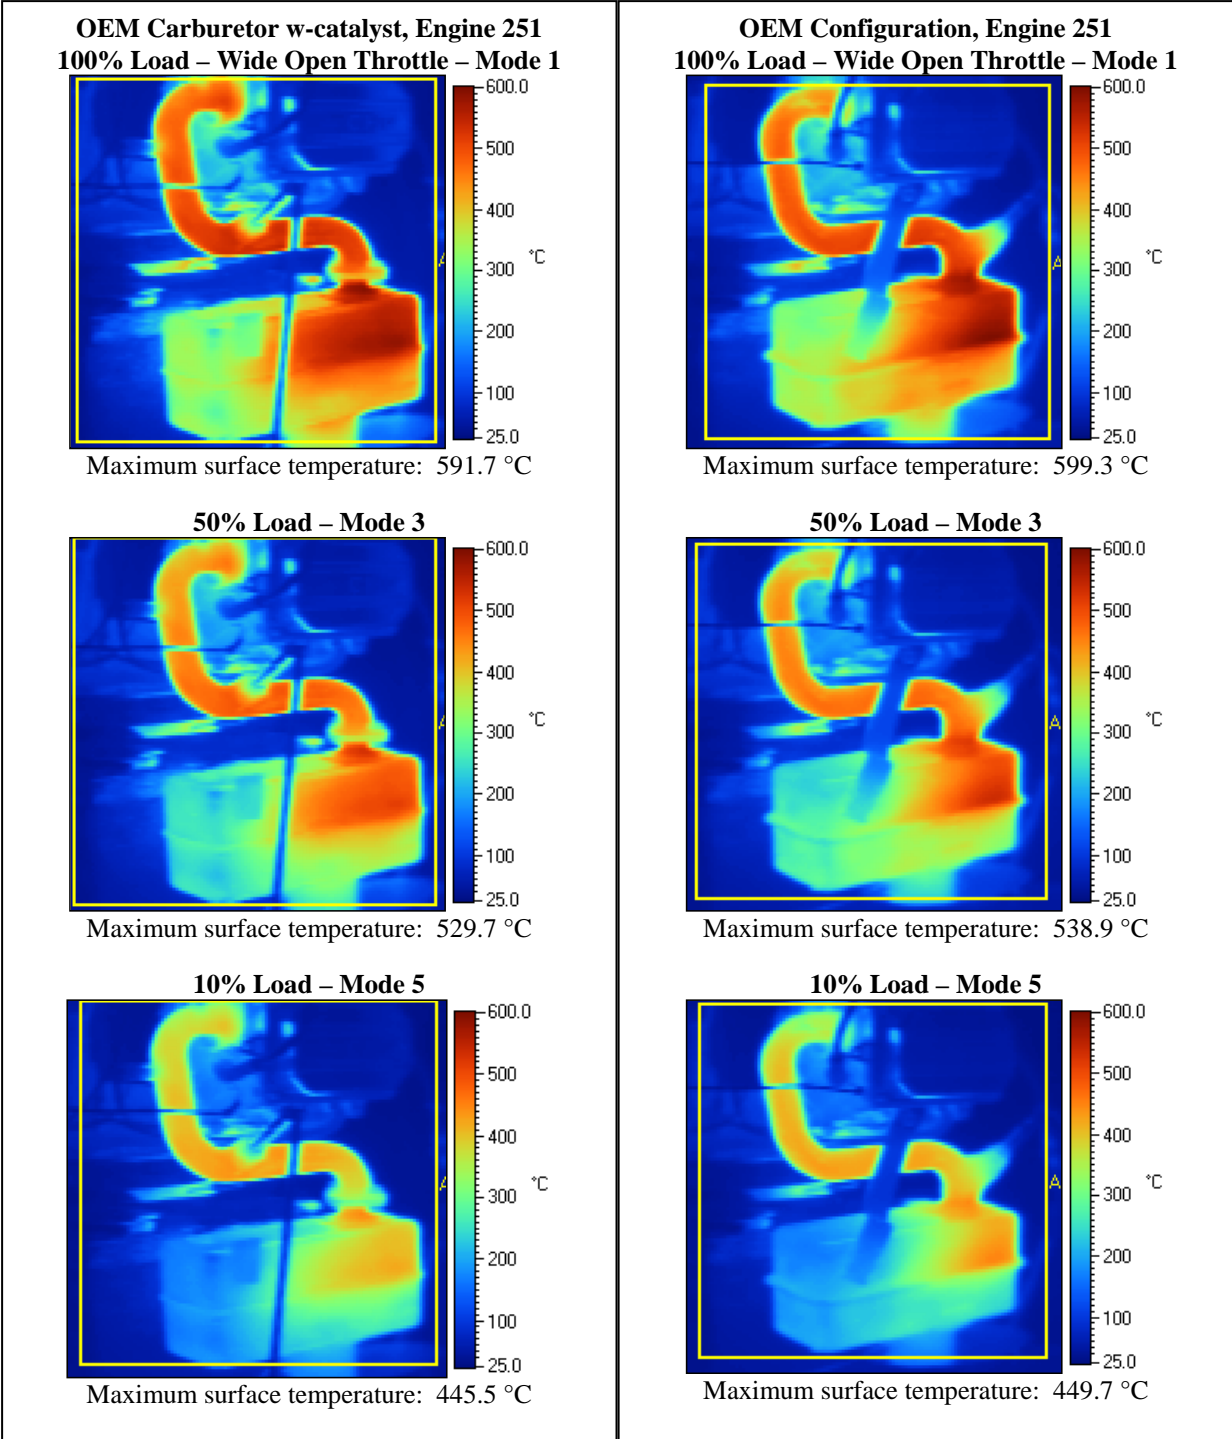 OEM Carburetor w-catalyst, Engine 251
100% Load – Wide Open Throttle – Mode 1
600.0
500
400
300
°C
200
100
25.0
A
Maximum surface temperature: 591.7 °C
50% Load – Mode 3
600.0
500
400
300
°C
200
100
25.0
A
Maximum surface temperature: 529.7 °C
10% Load – Mode 5
600.0
500
400
300
°C
200
100
25.0
A
Maximum surface temperature: 445.5 °C
OEM Configuration, Engine 251
100% Load – Wide Open Throttle – Mode 1
600.0
500
400
300
°C
200
100
25.0
A
Maximum surface temperature: 599.3 °C
50% Load – Mode 3
600.0
500
400
300
°C
200
100
25.0
A
Maximum surface temperature: 538.9 °C
10% Load – Mode 5
600.0
500
400
300
°C
200
100
25.0
A
Maximum surface temperature: 449.7 °C